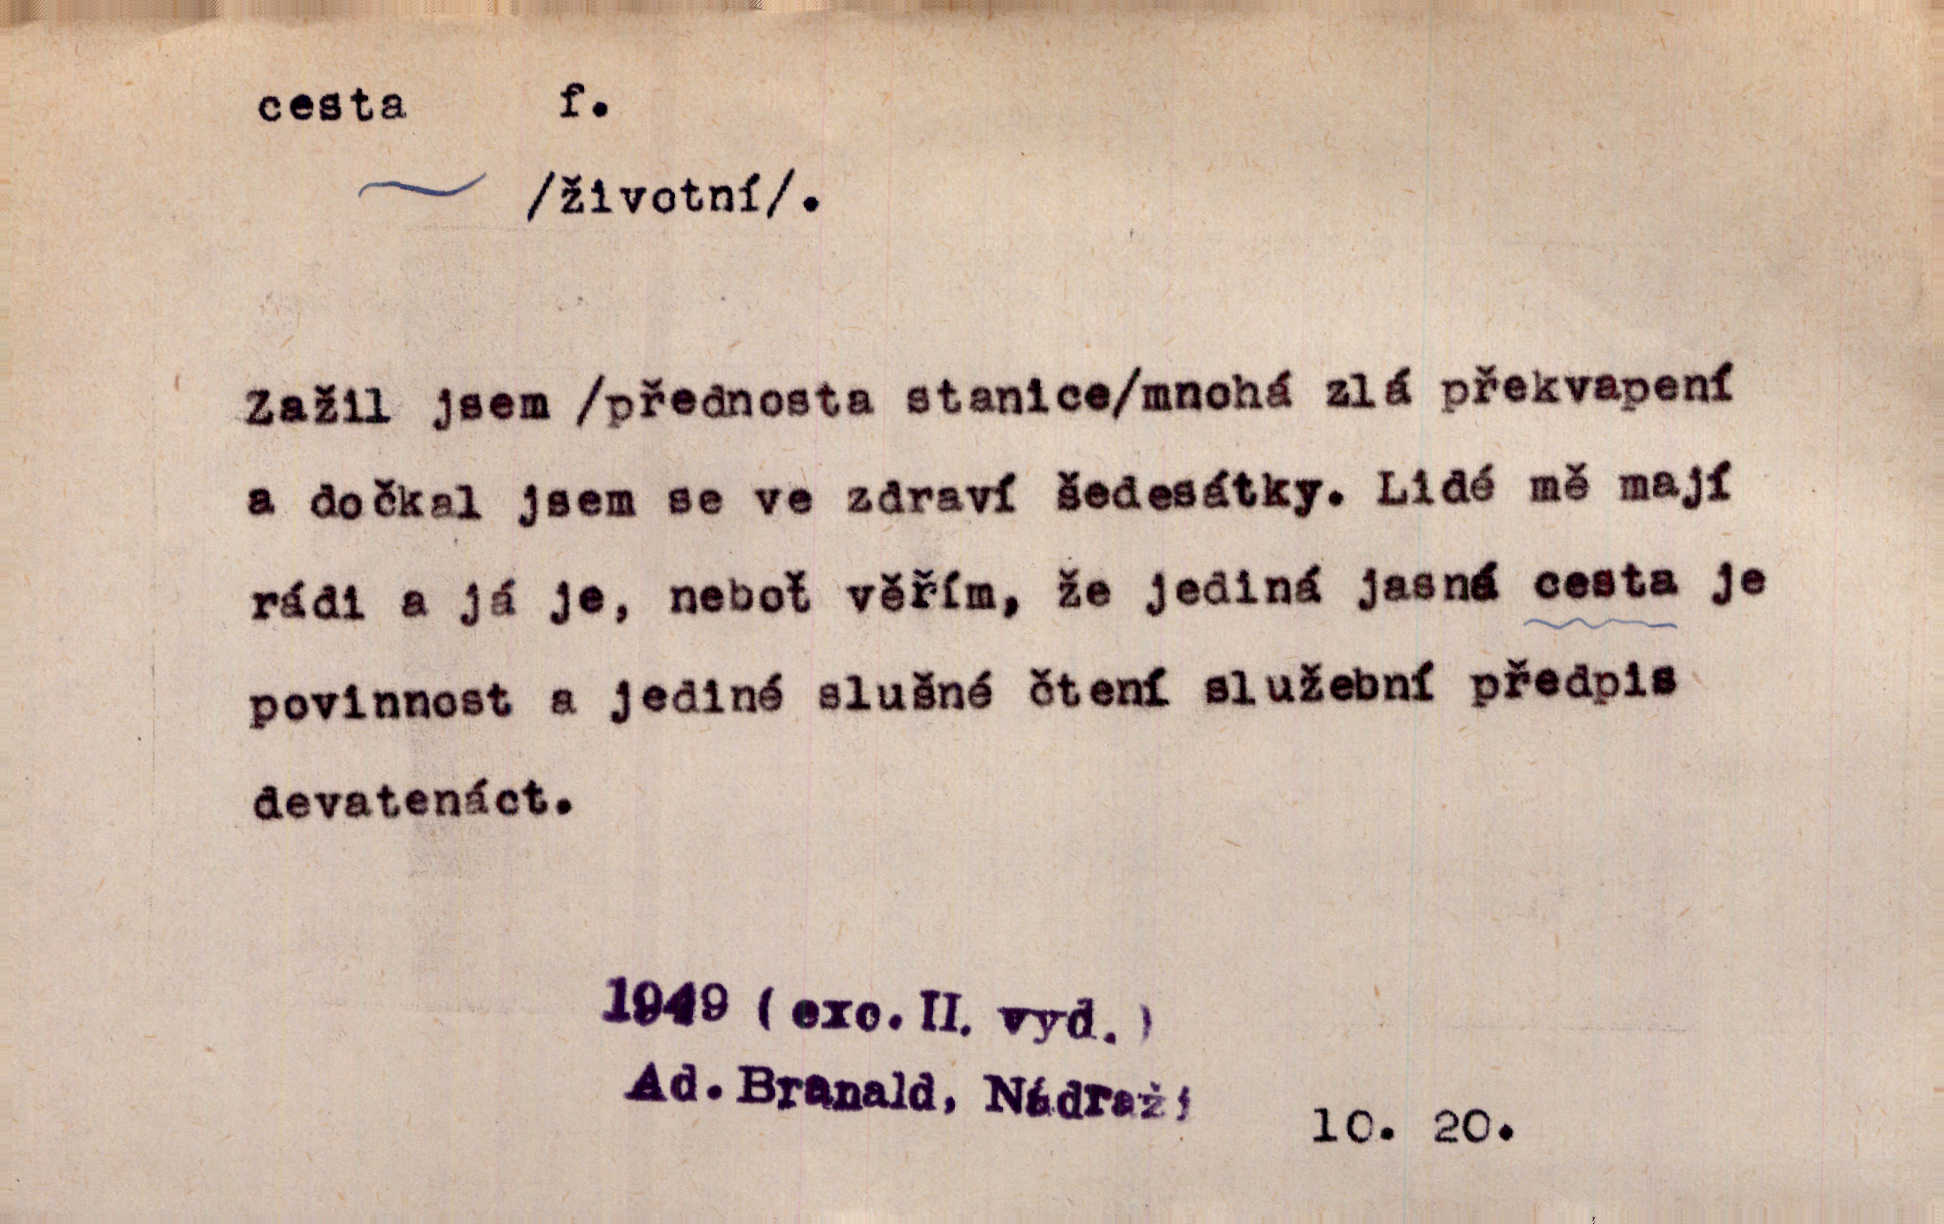 cesta f.
/životní/.
Zažil jsem /přednosta stanice/mnohá zlá překvapení
a dočkal jsem se ve zdraví šedesátky. Lidé mě mají
rádi a já je, neboť věřím, že jediná jasná cesta je
povinnost a jediné slušné čtení služební předpis
devatenáct.
1949 (exc. II. vyd.)
Ad. Branald, Nádraží
10. 20.